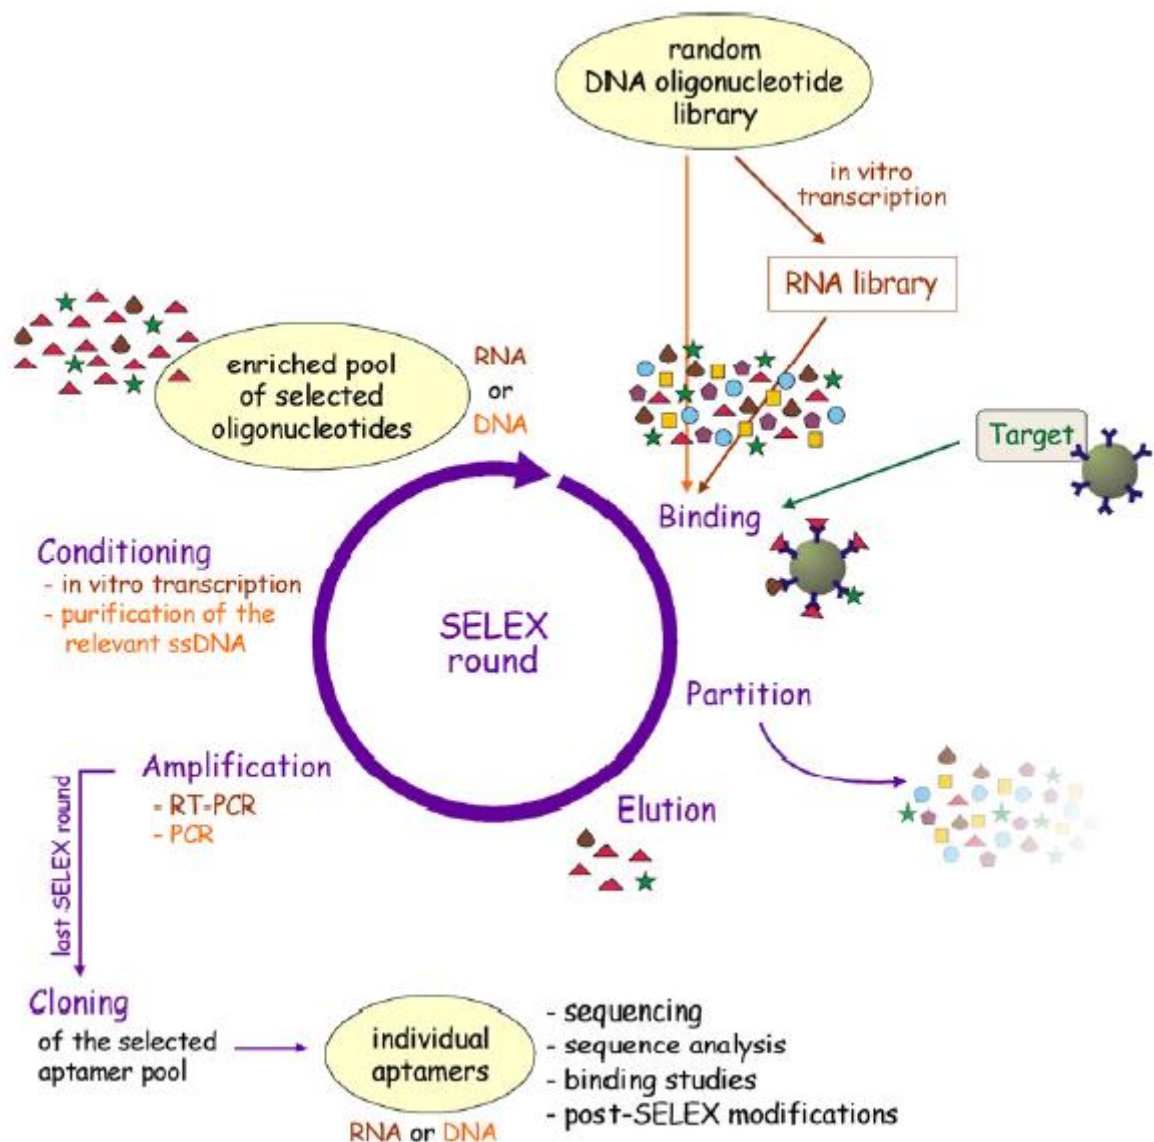 random
DNA oligonucleotide
library
in vitro
transcription
RNA library
enriched pool
of selected
oligonucleotides
RNA
or
DNA
Target
Binding
Conditioning
- in vitro transcription
- purification of the
relevant ssDNA
SELEX
round
Partition
Amplification
- RT-PCR
- PCR
Elution
last SELEX round
Cloning
of the selected
aptamer pool
individual
aptamers
RNA or DNA
- sequencing
- sequence analysis
- binding studies
- post-SELEX modifications